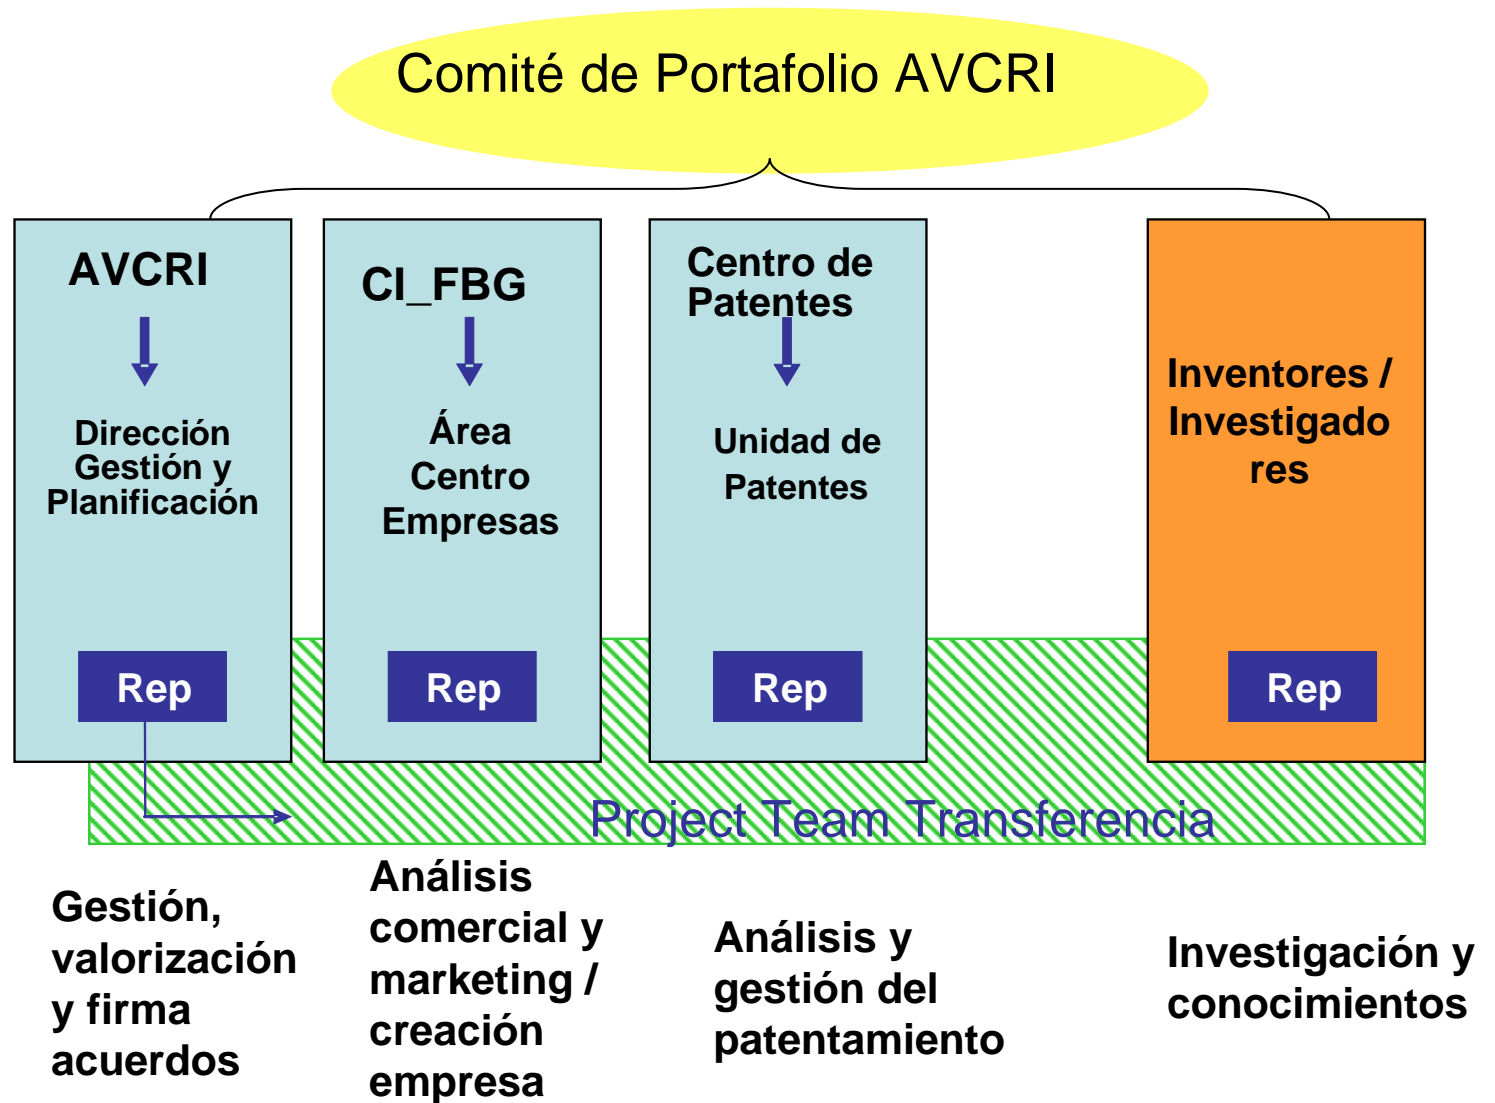 Comité de Portafolio AVCRI
AVCRI
Dirección
Gestión y
Planificación
Rep
CI_FBG
Área
Centro
Empresas
Rep
Centro de
Patentes
Unidad de
Patentes
Rep
Inventores /
Investigado
res
Rep
Project Team Transferencia
Gestión,
valorización
y firma
acuerdos
Análisis
comercial y
marketing /
creación
empresa
Análisis y
gestión del
patentamiento
Investigación y
conocimientos